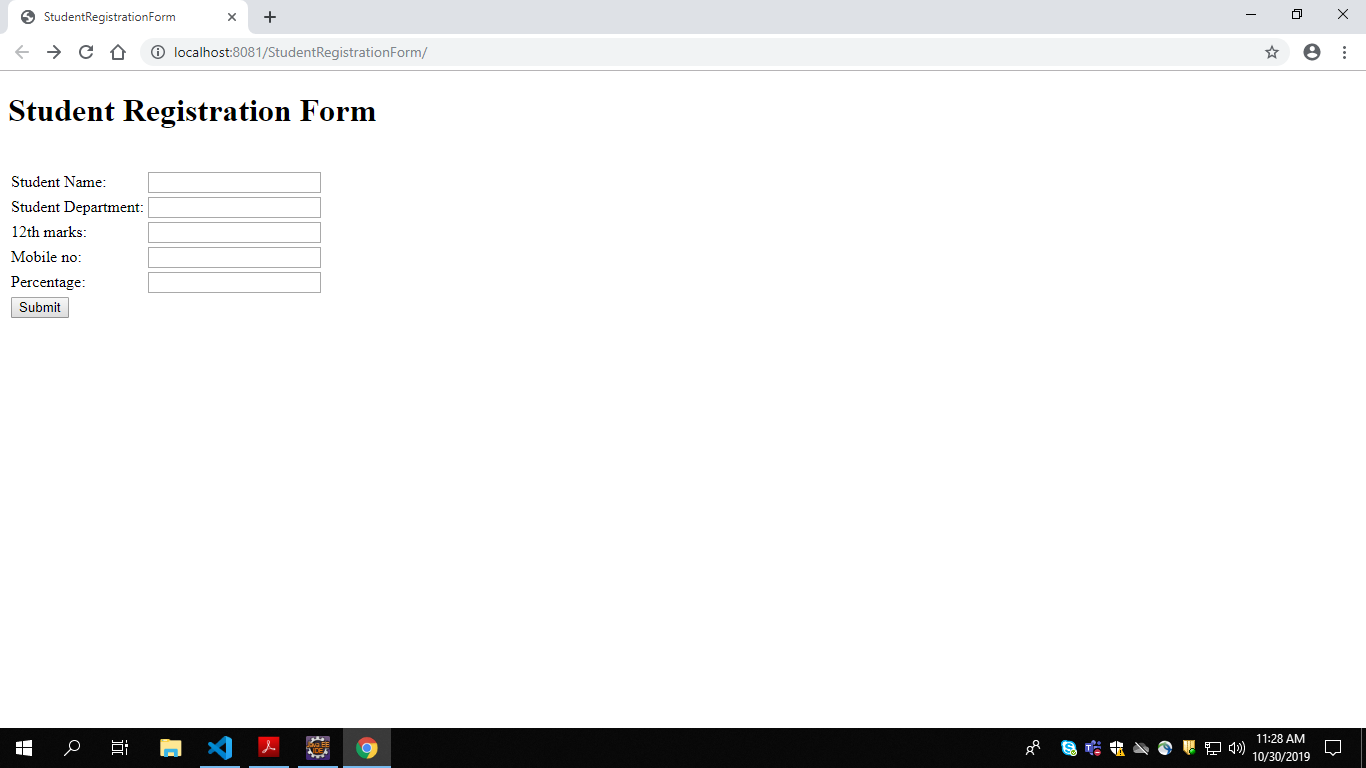 StudentRegistrationForm
localhost:8081/StudentRegistrationForm/
Student Registration Form
Student Name:
Student Department:
12th marks:
Mobile no:
Percentage:
Submit
11:28 AM
10/30/2019